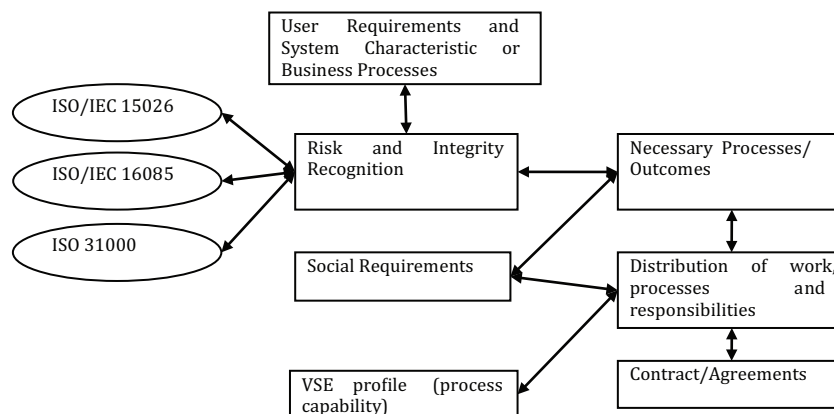 User Requirements and
System Characteristic or
Business Processes
ISO/IEC 15026
Risk and Integrity
Recognition
Necessary Processes/
Outcomes
ISO/IEC 16085
ISO 31000
Social Requirements
Distribution of work,
processes and
responsibilities
VSE profile (process
capability)
Contract/Agreements